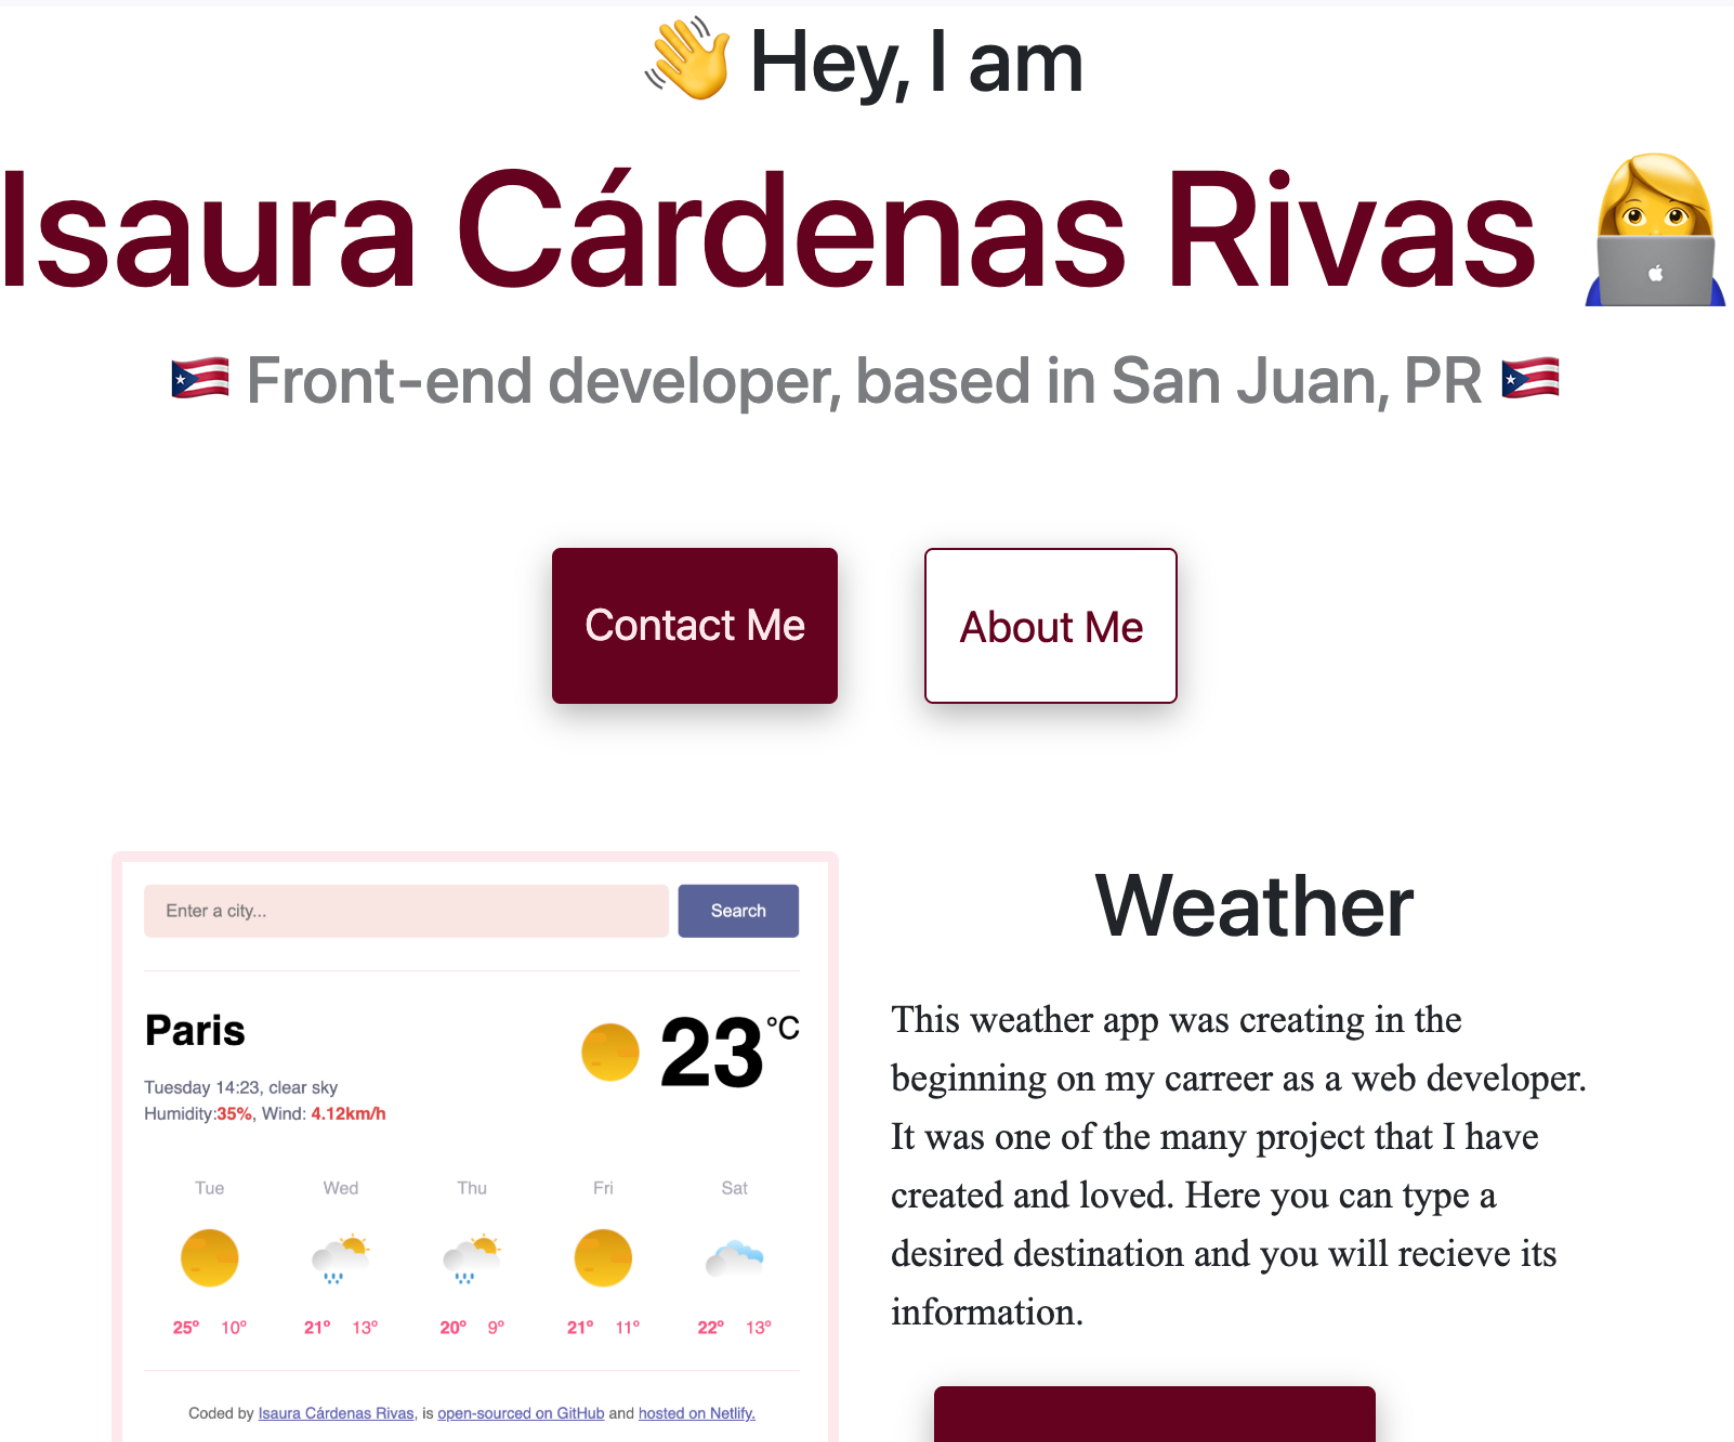 👋 Hey, I am
Isaura Cárdenas Rivas 👩‍💻
🇵🇷 Front-end developer, based in San Juan, PR 🇵🇷
Contact Me
About Me
Enter a city...
Search
Paris
23 °C
Tuesday 14:23, clear sky
Humidity:35%, Wind: 4.12km/h
Tue Wed Thu Fri Sat
25° 10° 21° 13° 20° 9° 21° 11° 22° 13°
Coded by Isaura Cárdenas Rivas, is open-sourced on GitHub and hosted on Netlify.
Weather
This weather app was creating in the
beginning on my carreer as a web developer.
It was one of the many project that I have
created and loved. Here you can type a
desired destination and you will recieve its
information.